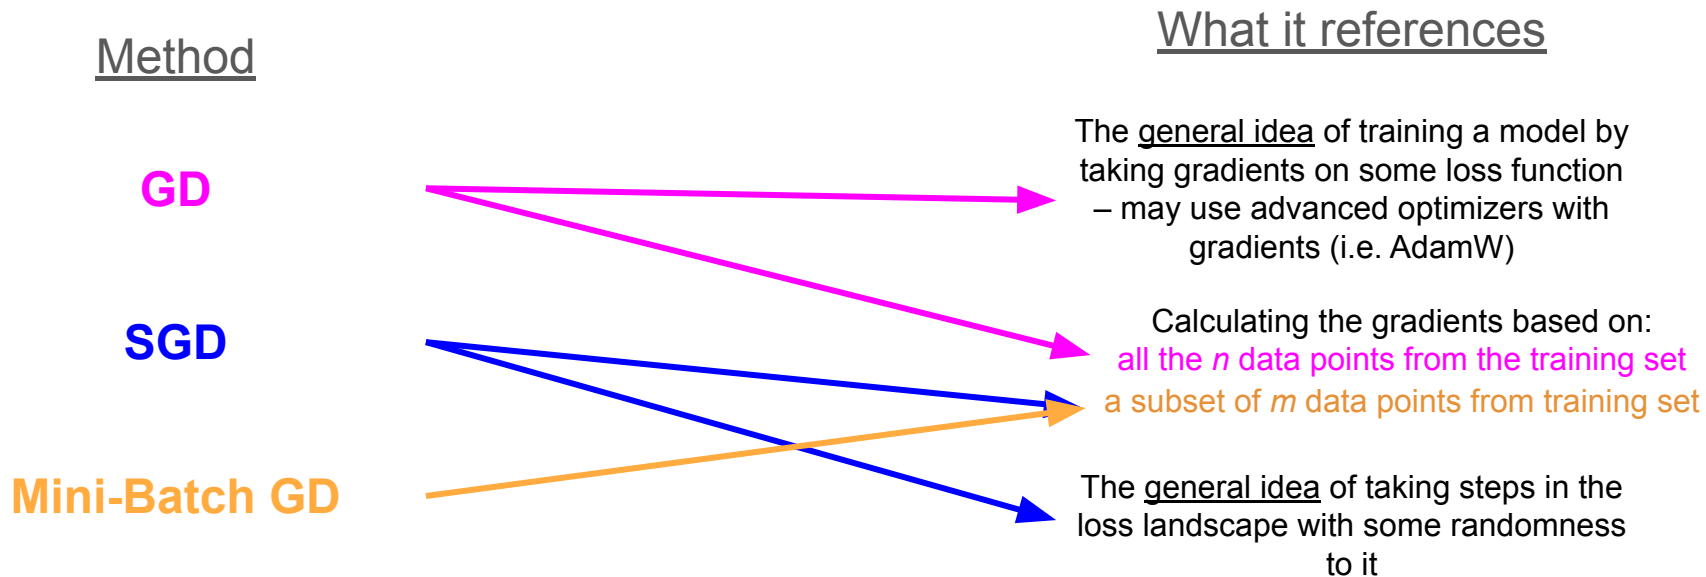 Method
What it references
GD
The general idea of training a model by
taking gradients on some loss function
– may use advanced optimizers with
gradients (i.e. AdamW)
SGD
Calculating the gradients based on:
all the n data points from the training set
a subset of m data points from training set
Mini-Batch GD
The general idea of taking steps in the
loss landscape with some randomness
to it